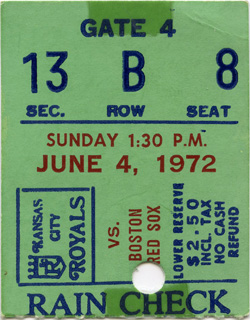 GATE 4
13 B 8
SEC. ROW SEAT
SUNDAY 1:30 P.M.
JUNE 4, 1972
KANSAS
CITY
ROYALS
VS.
BOSTON
RED SOX
LOWER RESERVE
$2.50
INCL. TAX
NO CASH
REFUND
RAIN CHECK